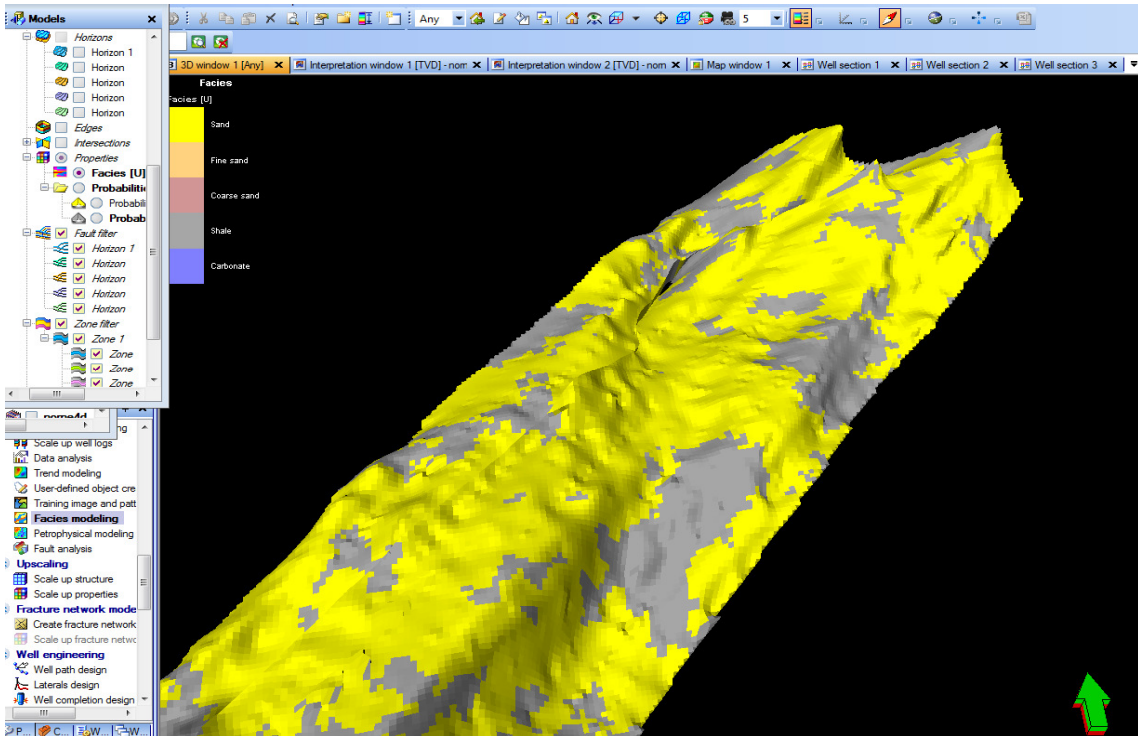 Models
Horizons
Horizon 1
Horizon
Horizon
Horizon
Horizon
Edges
Intersections
Properties
Facies [U]
Probabiliti
Probabili
Probab
Fault filter
Horizon 1
Horizon
Horizon
Horizon
Horizon
Zone filter
Zone 1
Zone
Zone
Zone
Any
5
3D window 1 [Any]
Interpretation window 1 [TVD] - norn
Interpretation window 2 [TVD] - norn
Map window 1
Well section 1
Well section 2
Well section 3
Facies
Facies [U]
Sand
Fine sand
Coarse sand
Shale
Carbonate
Scale up well logs
Data analysis
Trend modeling
User-defined object cre
Training image and patt
Facies modeling
Petrophysical modeling
Fault analysis
Upscaling
Scale up structure
Scale up properties
Fracture network mode
Create fracture network
Scale up fracture netwo
Well engineering
Well path design
Laterals design
Well completion design
P...
C...
W...
W...